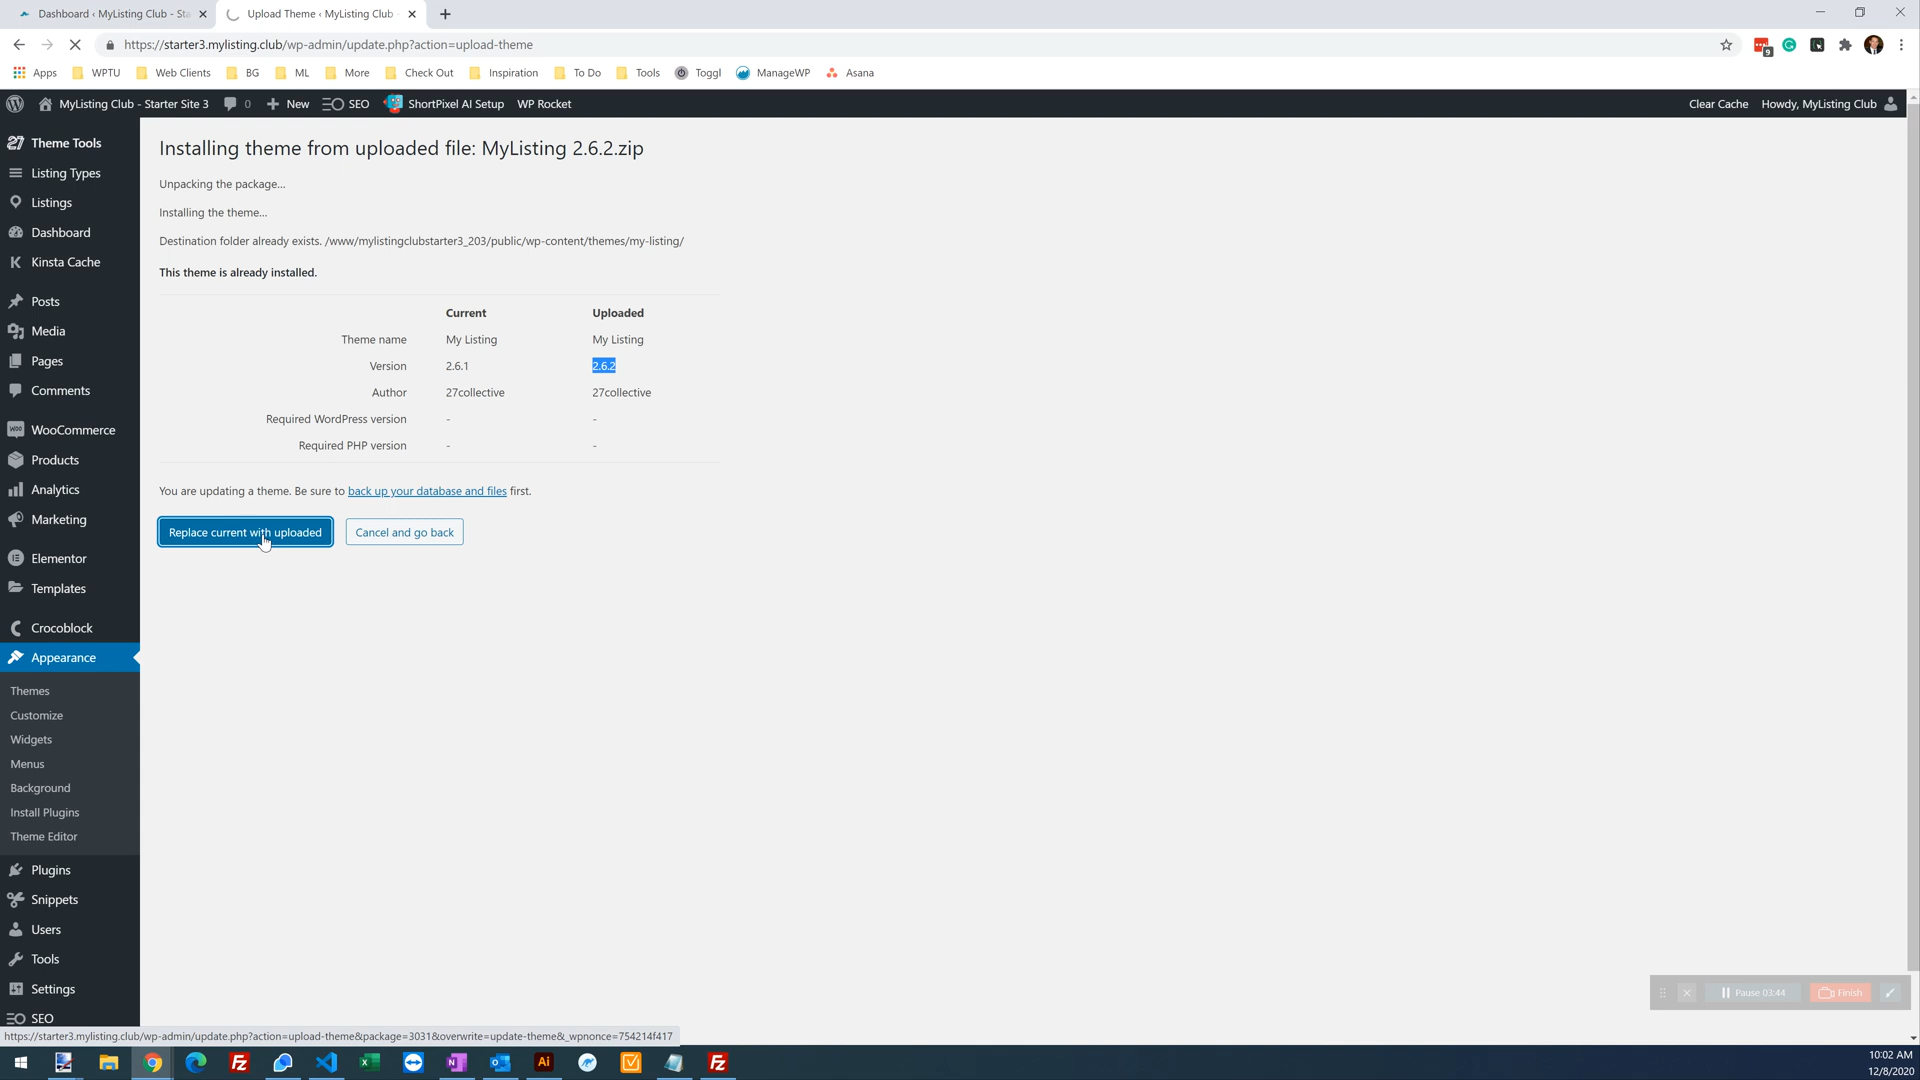 Dashboard ‹ MyListing Club - Sta
Upload Theme ‹ MyListing Club
https://starter3.mylisting.club/wp-admin/update.php?action=upload-theme
9
Apps
WPTU
Web Clients
BG
ML
More
Check Out
Inspiration
To Do
Tools
Toggl
ManageWP
Asana
MyListing Club - Starter Site 3
0
New
SEO
ShortPixel AI Setup
WP Rocket
Clear Cache
Howdy, MyListing Club
27 Theme Tools
Listing Types
Listings
Dashboard
Kinsta Cache
Posts
Media
Pages
Comments
WooCommerce
Products
Analytics
Marketing
Elementor
Templates
Crocoblock
Appearance
Themes
Customize
Widgets
Menus
Background
Install Plugins
Theme Editor
Plugins
Snippets
Users
Tools
Settings
SEO
Installing theme from uploaded file: MyListing 2.6.2.zip
Unpacking the package...
Installing the theme...
Destination folder already exists. /www/mylistingclubstarter3_203/public/wp-content/themes/my-listing/
This theme is already installed.
Current Uploaded
Theme name My Listing My Listing
Version 2.6.1 2.6.2
Author 27collective 27collective
Required WordPress version - -
Required PHP version - -
You are updating a theme. Be sure to back up your database and files first.
Replace current with uploaded
Cancel and go back
Pause 03:44
Finish
https://starter3.mylisting.club/wp-admin/update.php?action=upload-theme&package=3031&overwrite=update-theme&_wpnonce=754214f417
10:02 AM
12/8/2020